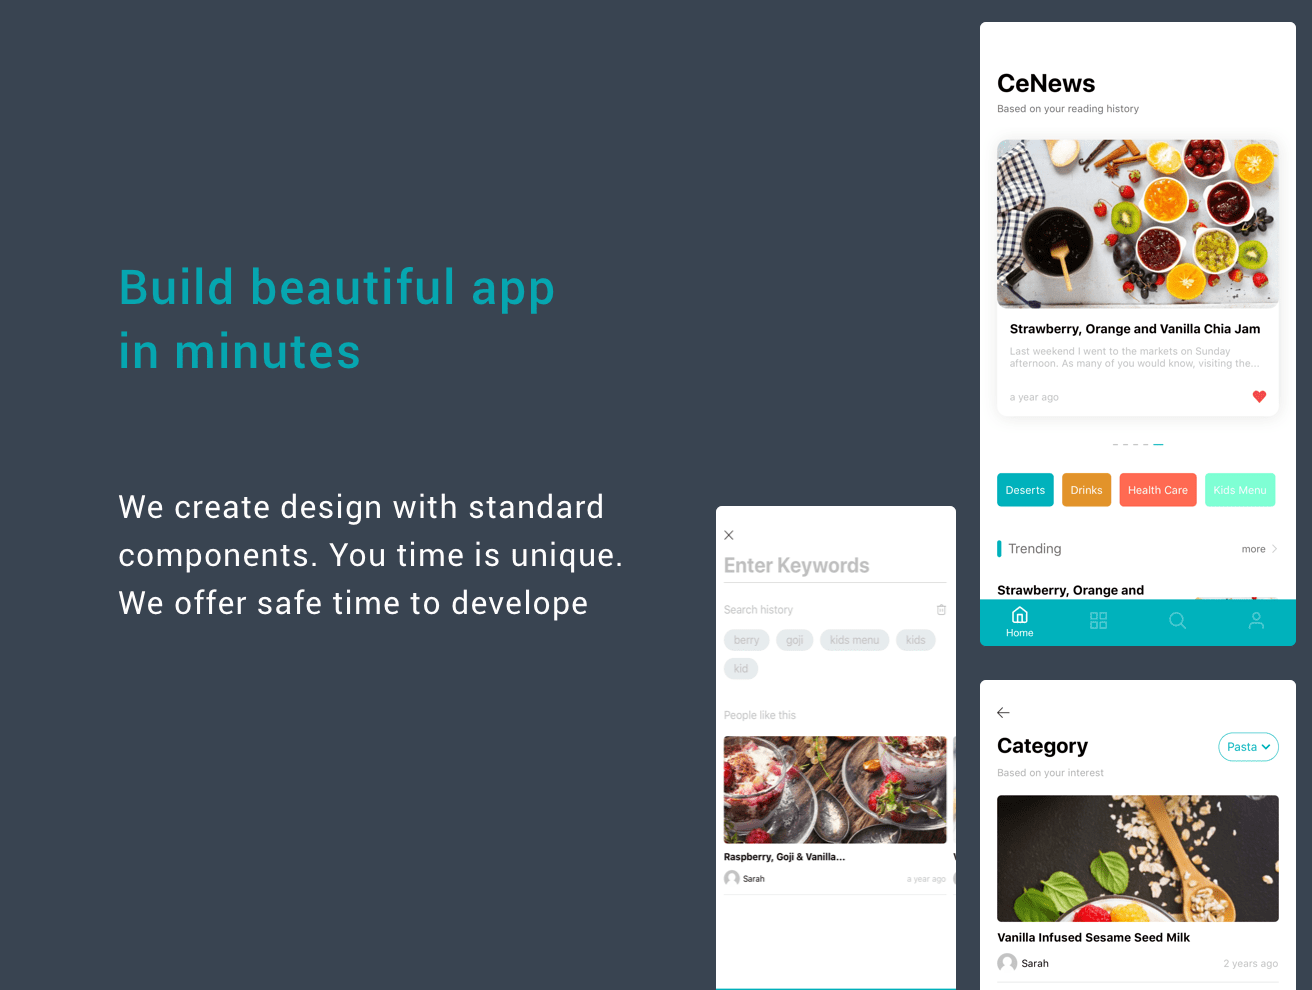 Build beautiful app
in minutes
We create design with standard
components. You time is unique.
We offer safe time to develope
Enter Keywords
Search history
berry
goji
kids menu
kids
kid
People like this
Raspberry, Goji & Vanilla...
Sarah
a year ago
CeNews
Based on your reading history
Strawberry, Orange and Vanilla Chia Jam
Last weekend I went to the markets on Sunday
afternoon. As many of you would know, visiting the...
a year ago
Deserts
Drinks
Health Care
Kids Menu
Trending
more
Strawberry, Orange and
Home
Category
Pasta
Based on your interest
Vanilla Infused Sesame Seed Milk
Sarah
2 years ago